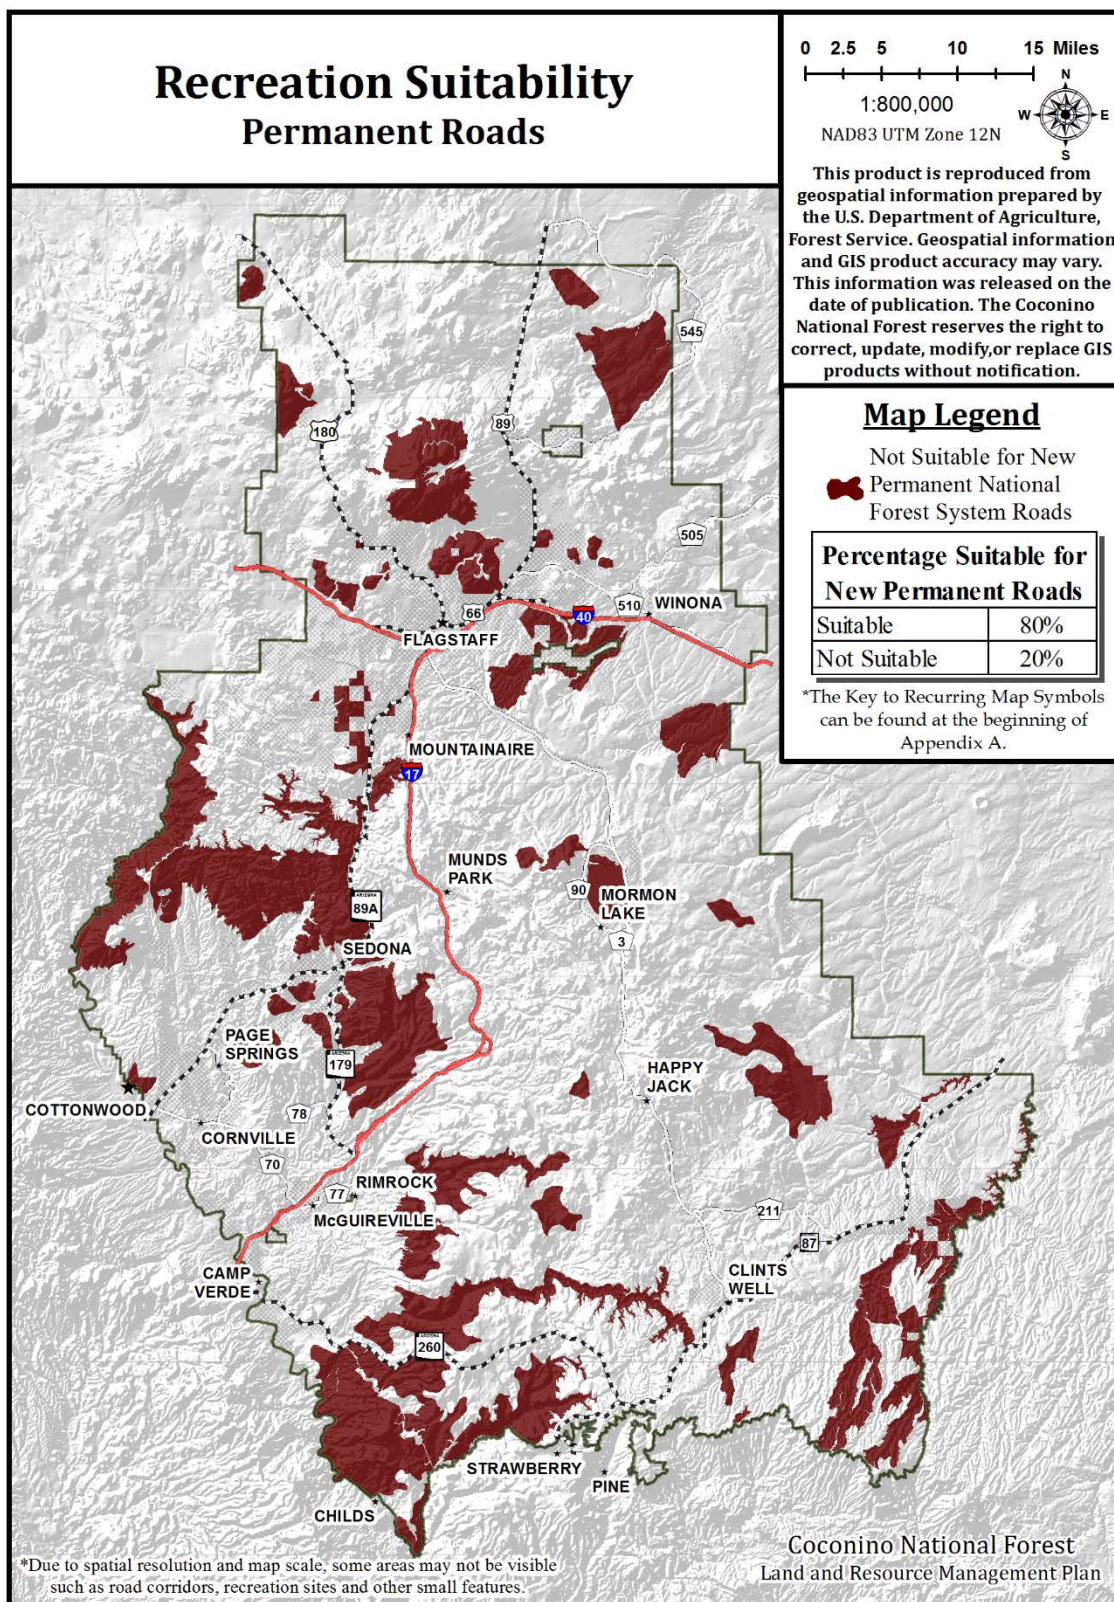 Recreation Suitability
Permanent Roads
0 2.5 5 10 15 Miles
1:800,000
NAD83 UTM Zone 12N
N
W E
S
This product is reproduced from
geospatial information prepared by
the U.S. Department of Agriculture,
Forest Service. Geospatial information
and GIS product accuracy may vary.
This information was released on the
date of publication. The Coconino
National Forest reserves the right to
correct, update, modify,or replace GIS
products without notification.
Map Legend
Not Suitable for New
Permanent National
Forest System Roads
Percentage Suitable for
New Permanent Roads
Suitable 80%
Not Suitable 20%
*The Key to Recurring Map Symbols
can be found at the beginning of
Appendix A.
545
89
180
505
510
WINONA
66
40
FLAGSTAFF
MOUNTAINAIRE
17
MUNDS
PARK
90
MORMON
LAKE
ARIZONA
89A
3
SEDONA
PAGE
SPRINGS
ARIZONA
179
HAPPY
JACK
COTTONWOOD
78
CORNVILLE
70
RIMROCK
77
McGUIREVILLE
211
87
CAMP
VERDE
CLINTS
WELL
ARIZONA
260
STRAWBERRY
PINE
CHILDS
*Due to spatial resolution and map scale, some areas may not be visible
such as road corridors, recreation sites and other small features.
Coconino National Forest
Land and Resource Management Plan